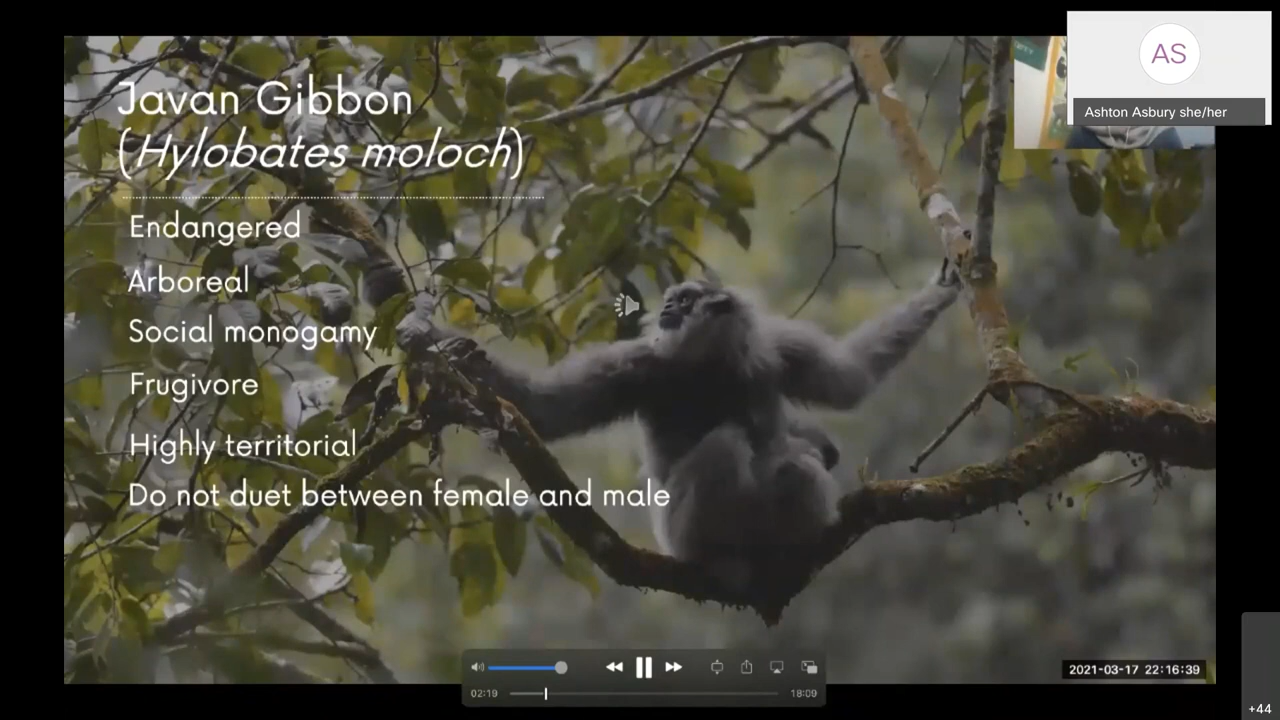 Javan Gibbon
(Hylobates moloch)
Endangered
Arboreal
Social monogamy
Frugivore
Highly territorial
Do not duet between female and male
AS
Ashton Asbury she/her
02:19
18:09
2021-03-17 22:16:39
+44